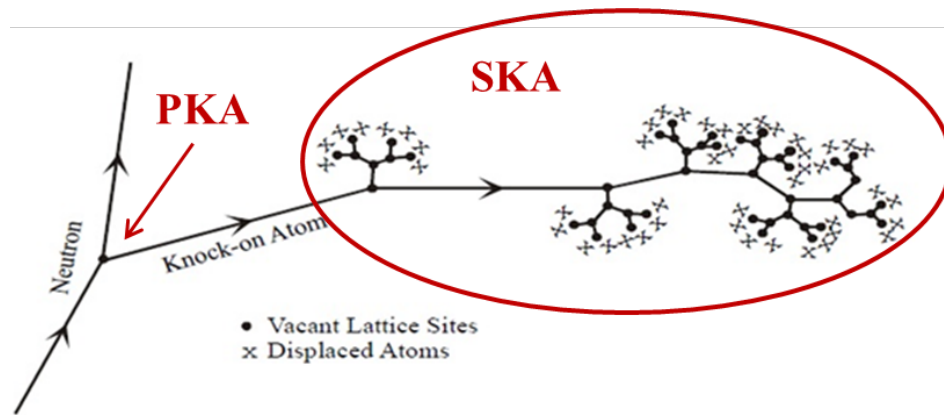 SKA
PKA
Neutron
Knock-on Atom
• Vacant Lattice Sites
x Displaced Atoms